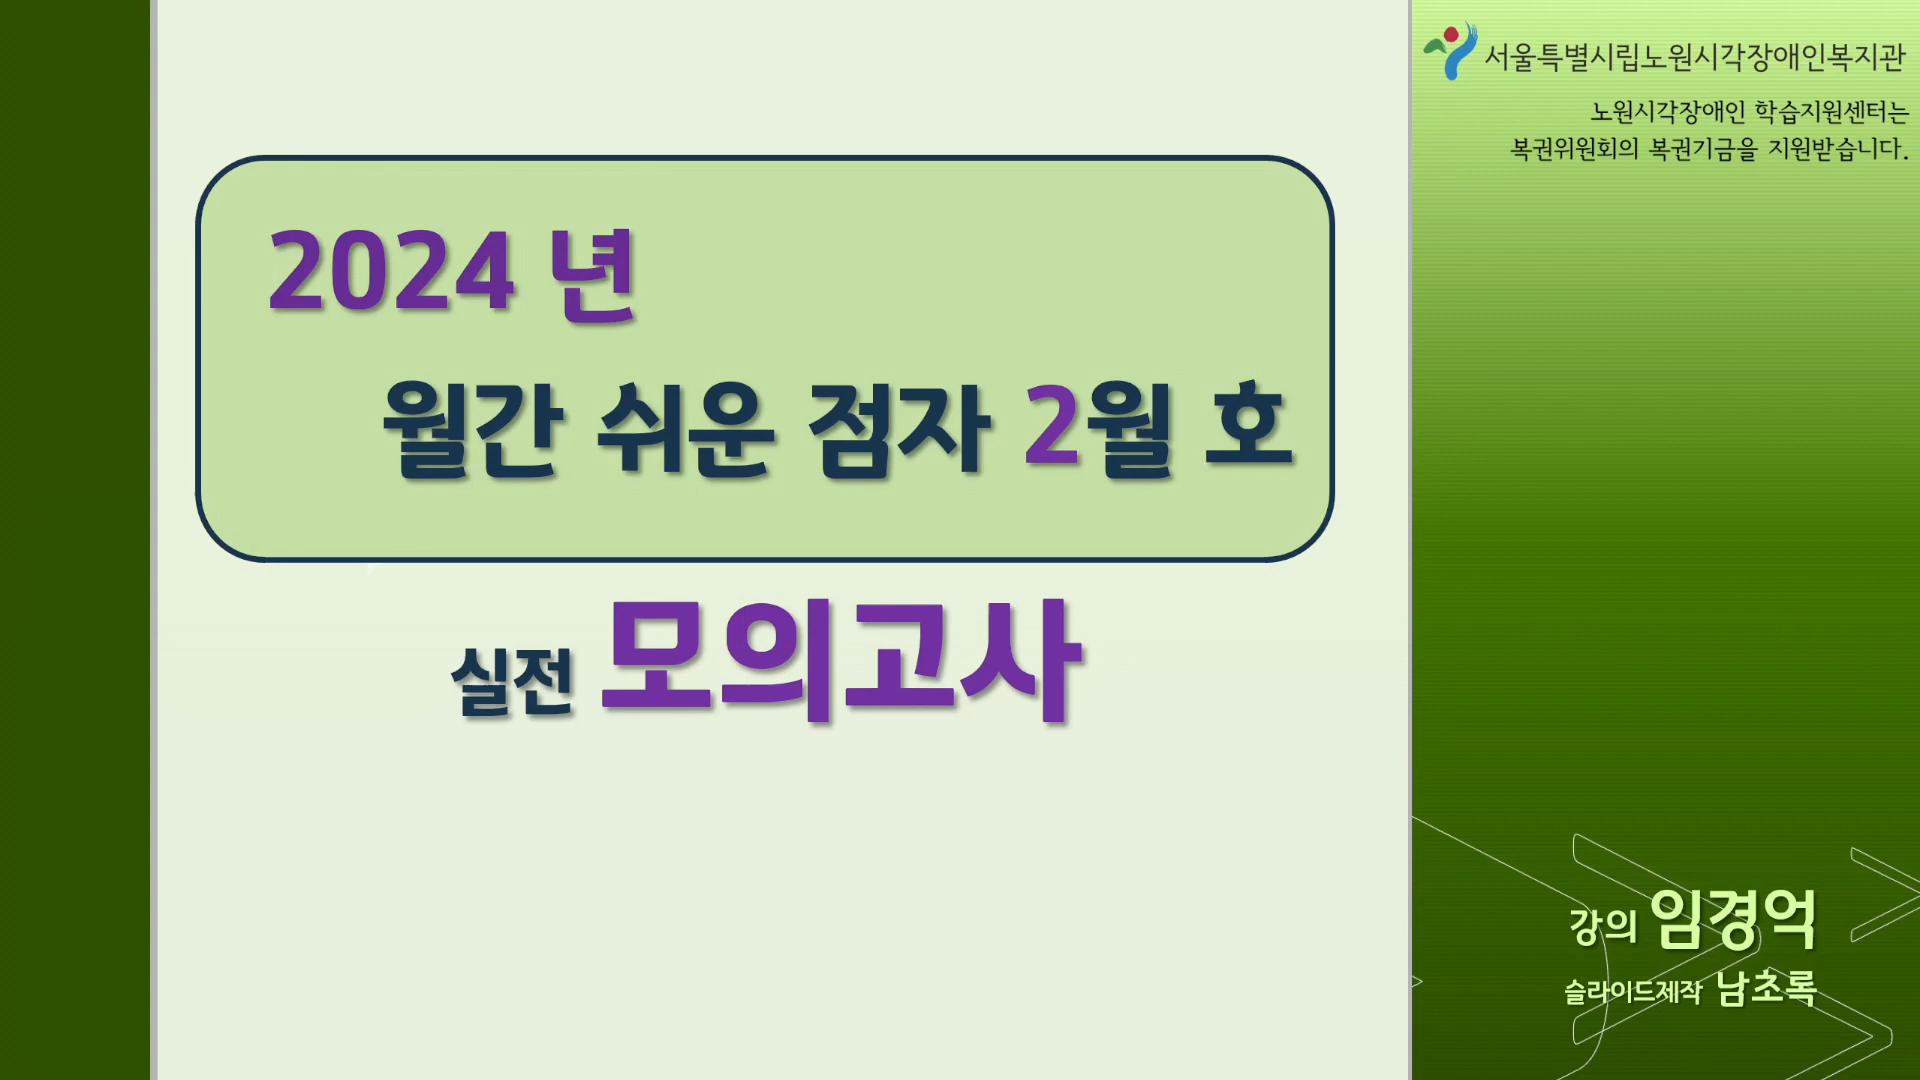 2024 년
월간 쉬운 점자 2월 호
실전 모의고사
서울특별시립노원시각장애인복지관
노원시각장애인 학습지원센터는
복권위원회의 복권기금을 지원받습니다.
강의 임경억
슬라이드제작 남초록